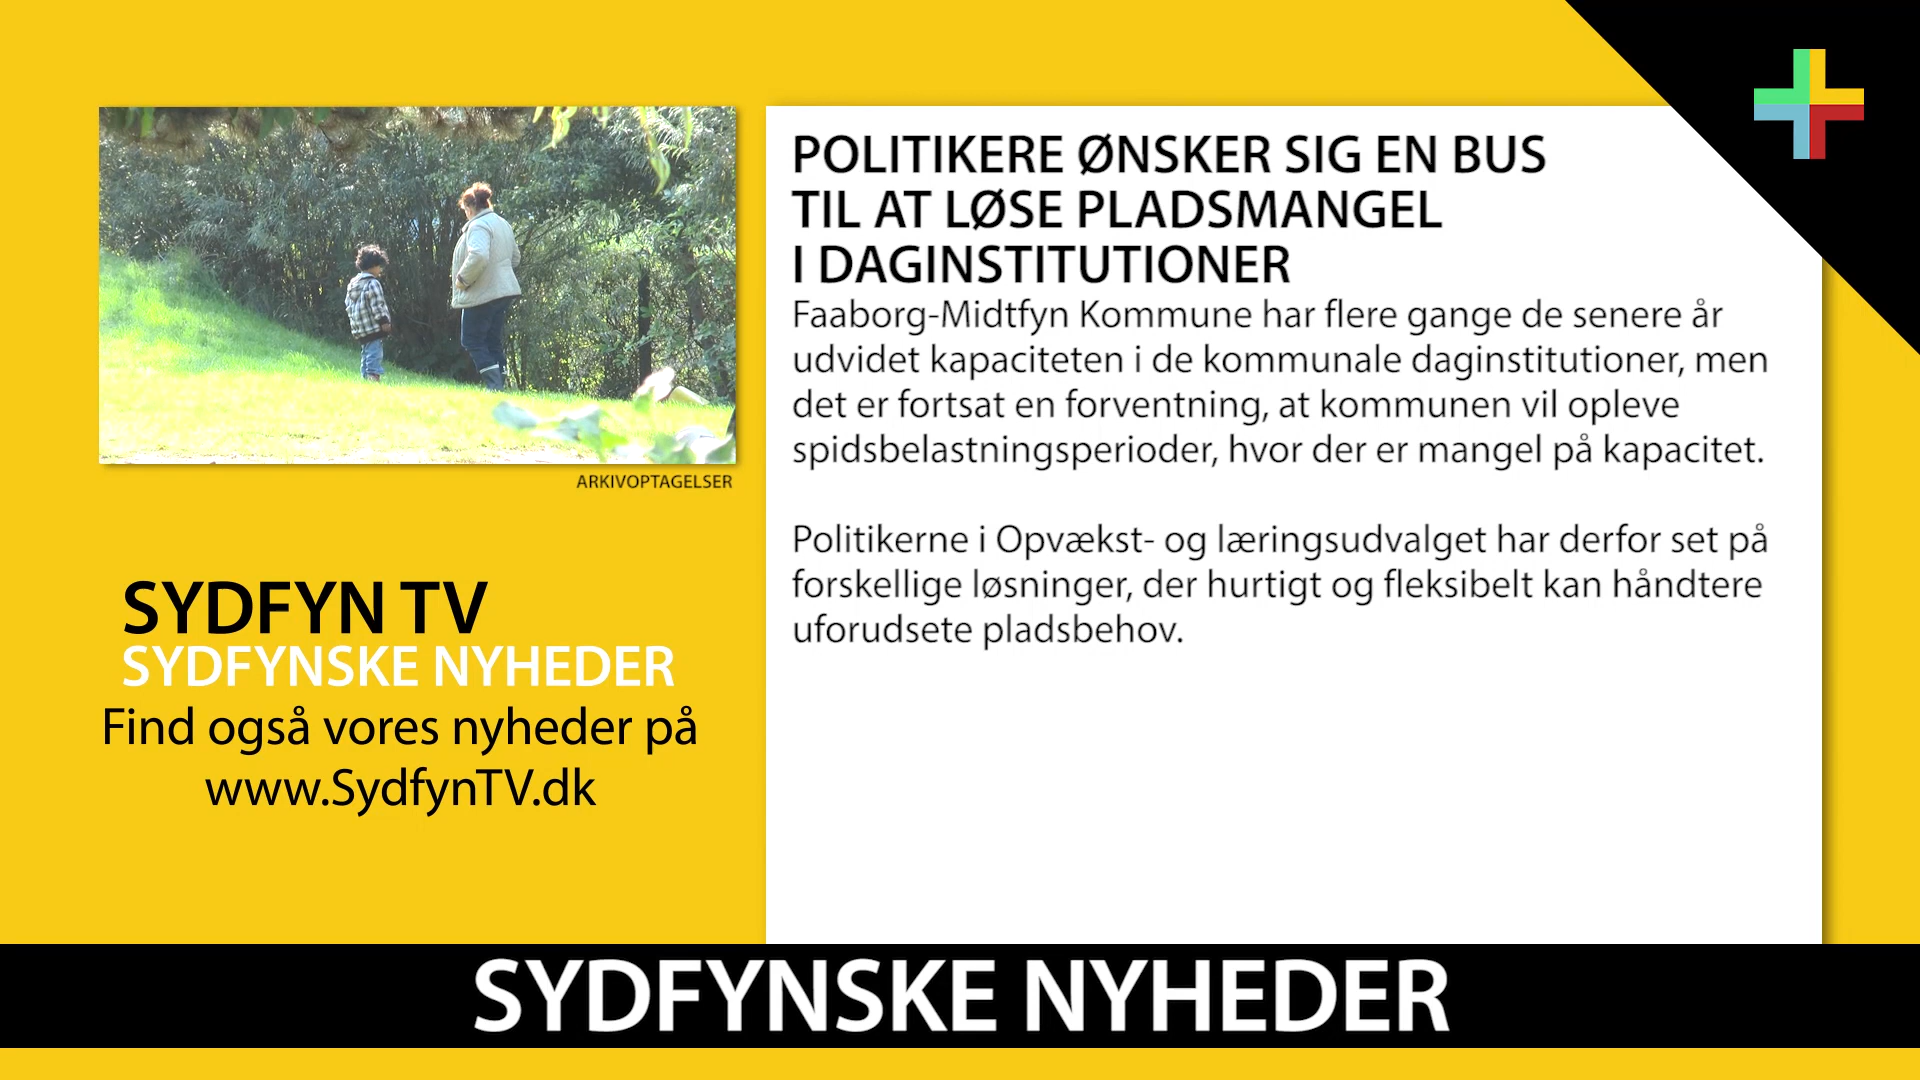 POLITIKERE ØNSKER SIG EN BUS
TIL AT LØSE PLADSMANGEL
I DAGINSTITUTIONER
Faaborg-Midtfyn Kommune har flere gange de senere år
udvidet kapaciteten i de kommunale daginstitutioner, men
det er fortsat en forventning, at kommunen vil opleve
spidsbelastningsperioder, hvor der er mangel på kapacitet.
Politikerne i Opvækst- og læringsudvalget har derfor set på
forskellige løsninger, der hurtigt og fleksibelt kan håndtere
uforudsete pladsbehov.
ARKIVOPTAGELSER
SYDFYN TV
SYDFYNSKE NYHEDER
Find også vores nyheder på
www.SydfynTV.dk
SYDFYNSKE NYHEDER